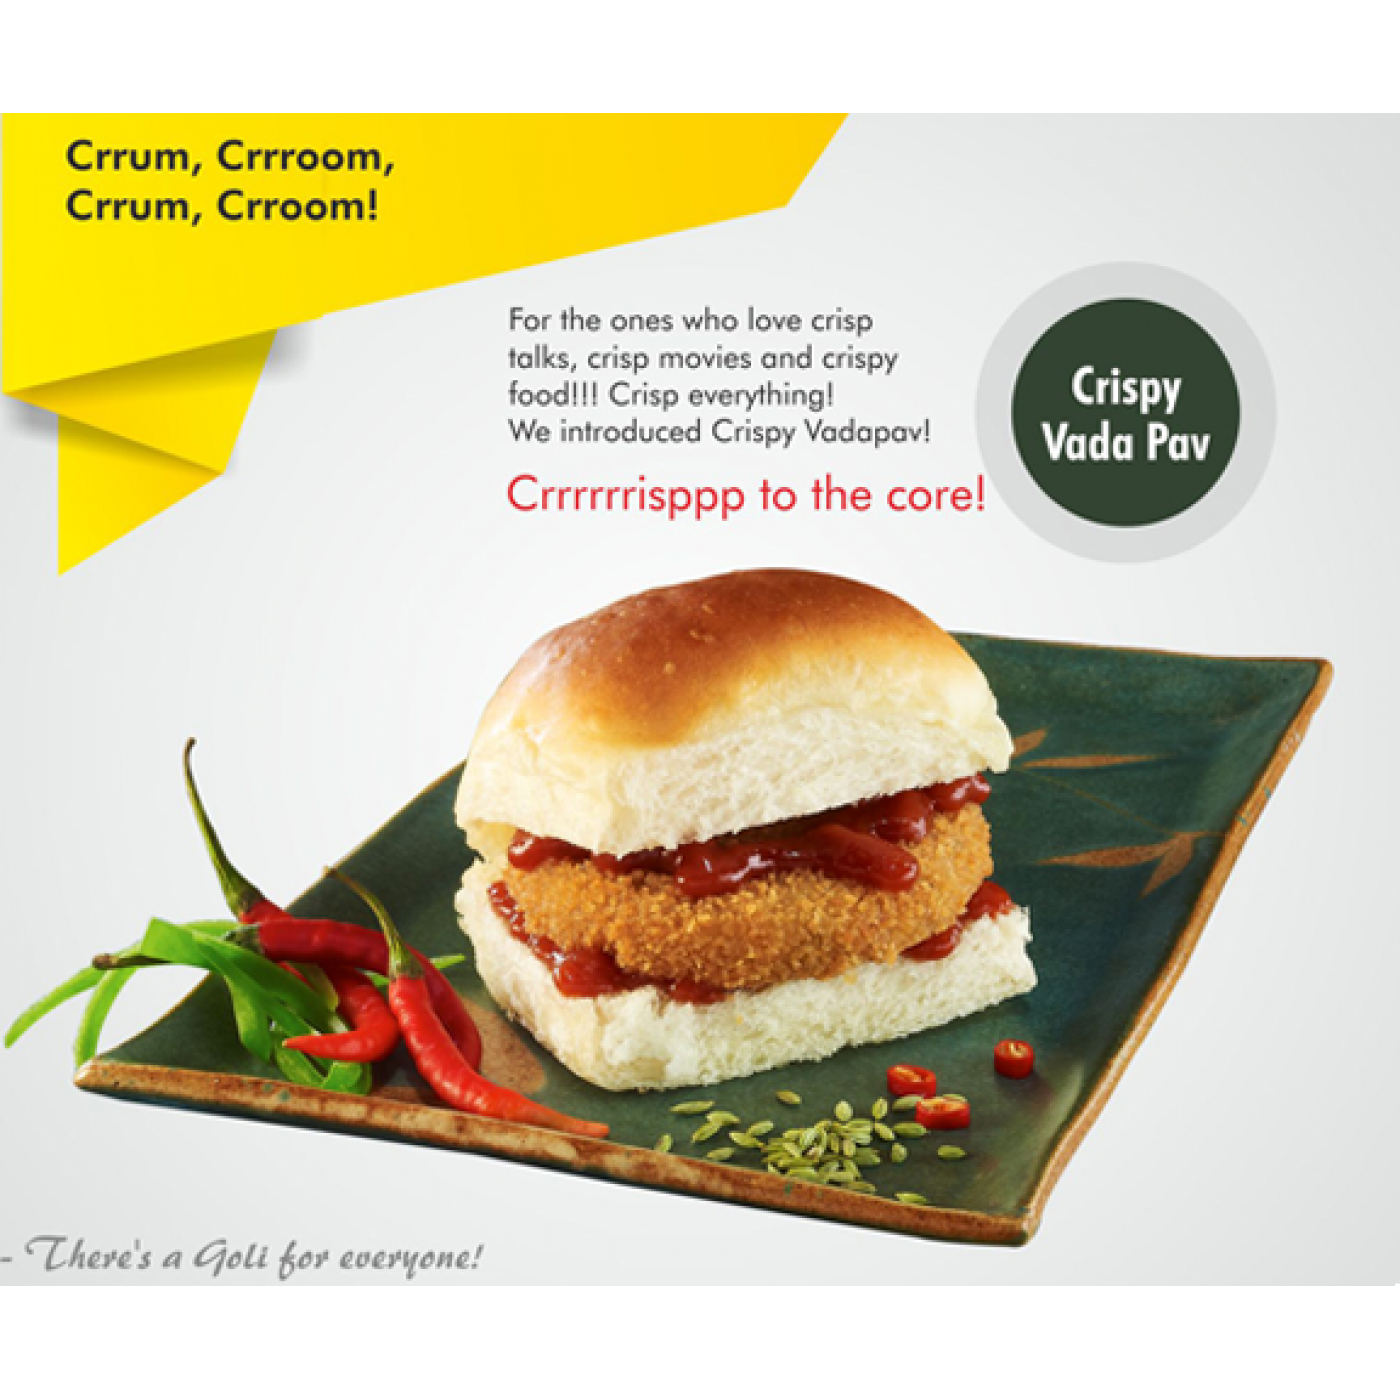 Crrum, Crrroom,
Crrum, Crroom!
For the ones who love crisp
talks, crisp movies and crispy
food!!! Crisp everything!
We introduced Crispy Vadapav!
Crrrrrrisppp to the core!
Crispy
Vada Pav
- There's a Goli for everyone!